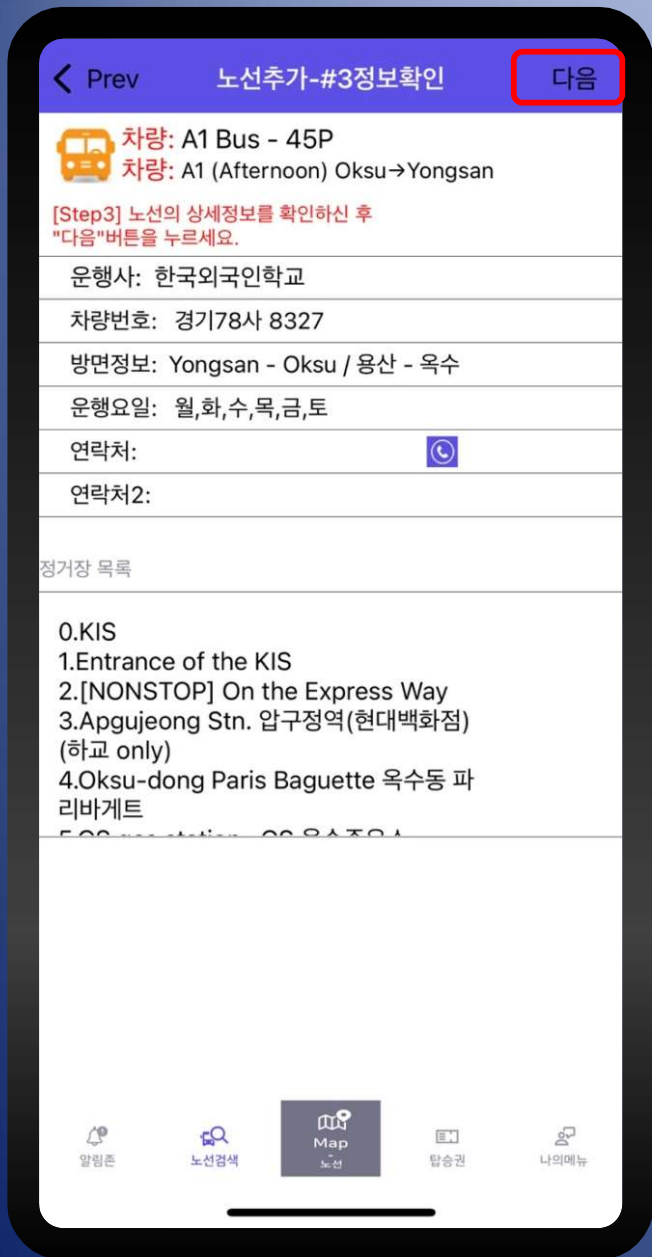 Prev
노선추가-#3정보확인
다음
차량: A1 Bus - 45P
차량: A1 (Afternoon) Oksu→Yongsan
[Step3] 노선의 상세정보를 확인하신 후
"다음"버튼을 누르세요.
운행사: 한국외국인학교
차량번호: 경기78사 8327
방면정보: Yongsan - Oksu / 용산 - 옥수
운행요일: 월,화,수,목,금,토
연락처:
연락처2:
정거장 목록
0.KIS
1.Entrance of the KIS
2.[NONSTOP] On the Express Way
3.Apgujeong Stn. 압구정역(현대백화점)
(하교 only)
4.Oksu-dong Paris Baguette 옥수동 파
리바게트
알림존
노선검색
Map
-
노선
탑승권
나의메뉴